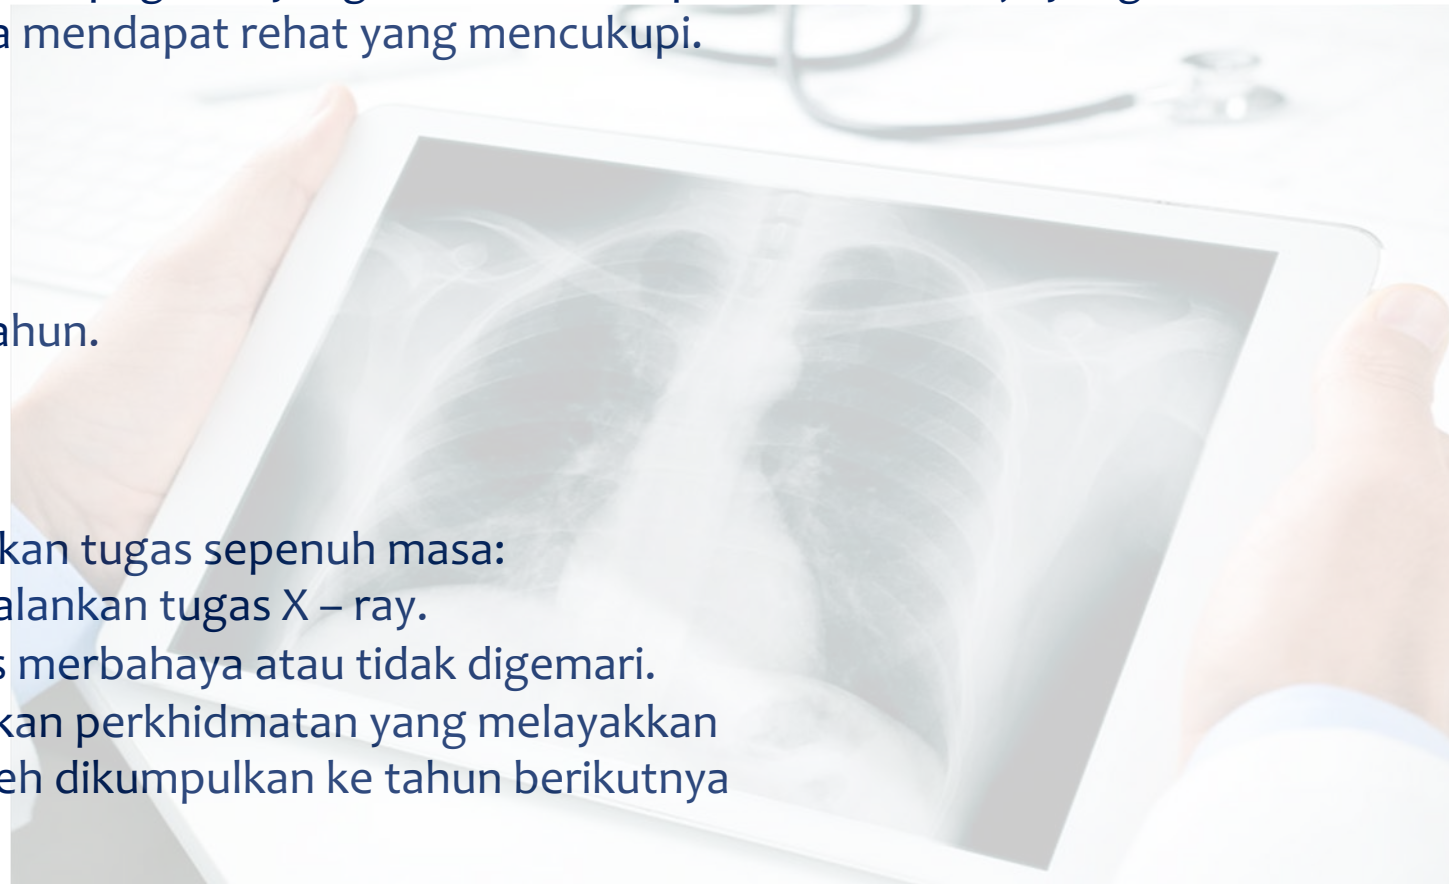 mendapat rehat yang mencukupi.
ahun.
kan tugas sepenuh masa:
alankan tugas X – ray.
s merbahaya atau tidak digemari.
kan perkhidmatan yang melayakkan
eh dikumpulkan ke tahun berikutnya